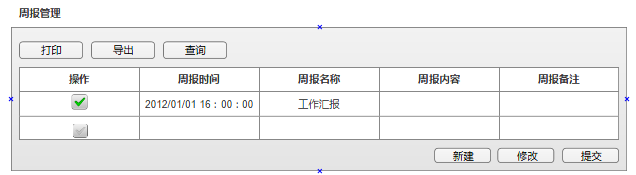 周报管理
打印 导出 查询
操作 周报时间 周报名称 周报内容 周报备注
2012/01/01 16：00：00 工作汇报
新建 修改 提交